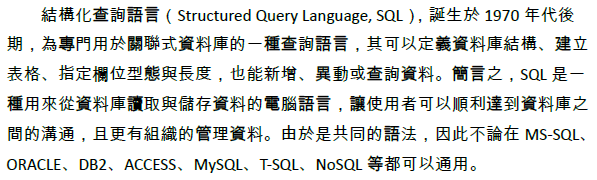 結構化查詢語言（Structured Query Language, SQL），誕生於 1970 年代後
期，為專門用於關聯式資料庫的一種查詢語言，其可以定義資料庫結構、建立
表格、指定欄位型態與長度，也能新增、異動或查詢資料。簡言之，SQL 是一
種用來從資料庫讀取與儲存資料的電腦語言，讓使用者可以順利達到資料庫之
間的溝通，且更有組織的管理資料。由於是共同的語法，因此不論在 MS-SQL、
ORACLE、DB2、ACCESS、MySQL、T-SQL、NoSQL 等都可以通用。